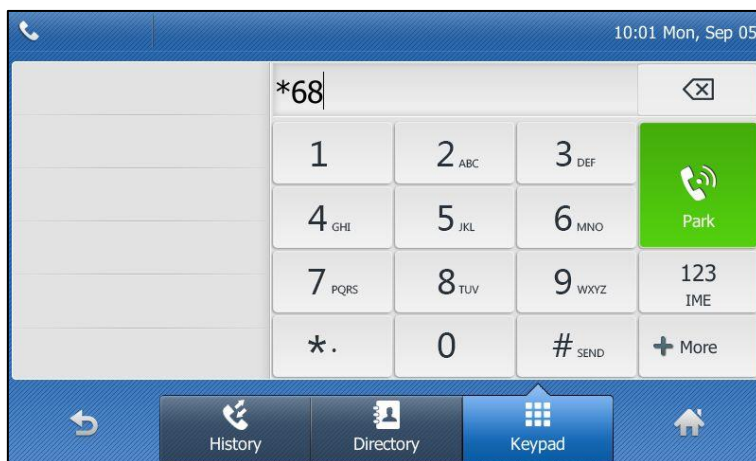 10:01 Mon, Sep 05
*68
1
2 ABC
3 DEF
Park
4 GHI
5 JKL
6 MNO
7 PQRS
8 TUV
9 WXYZ
123
IME
*.
0
# SEND
+ More
History
Directory
Keypad